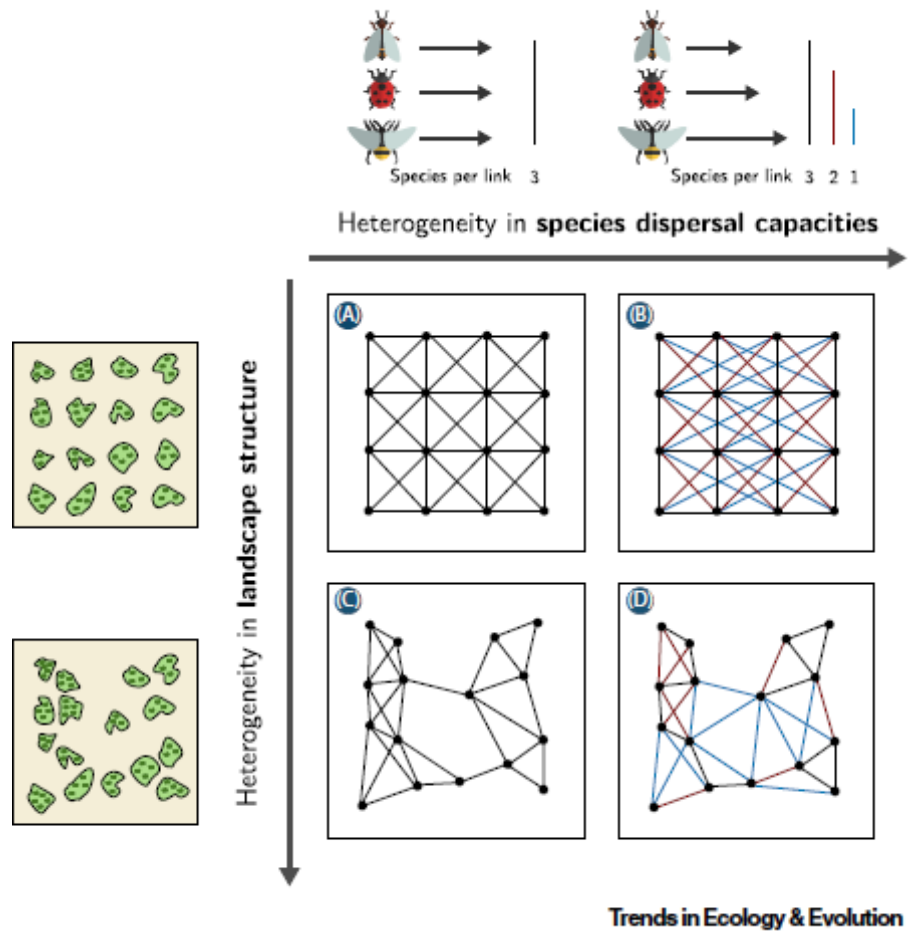 Species per link 3
Species per link 3 2 1
Heterogeneity in species dispersal capacities
Heterogeneity in landscape structure
(A)
(B)
(C)
(D)
Trends in Ecology & Evolution